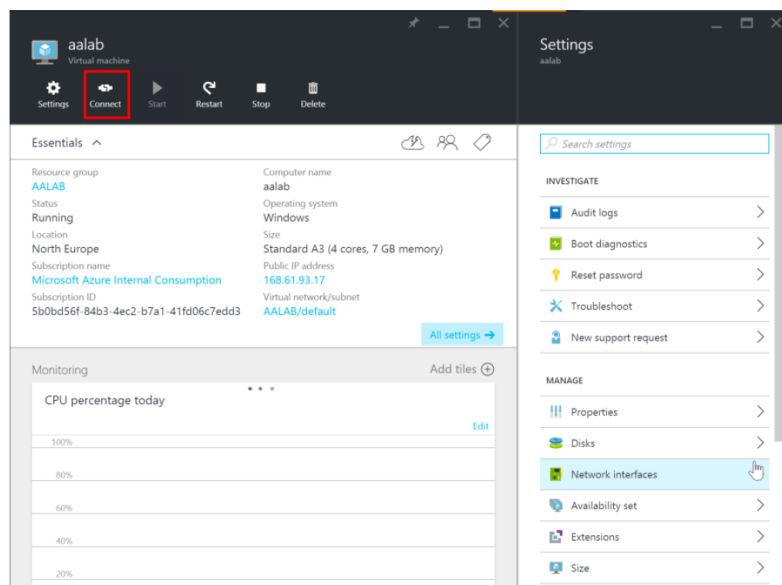 aalab
Virtual machine
Settings
Connect
Start
Restart
Stop
Delete
Essentials
Resource group
AALAB
Status
Running
Location
North Europe
Subscription name
Microsoft Azure Internal Consumption
Subscription ID
5b0bd56f-84b3-4ec2-b7a1-41fd06c7edd3
Computer name
aalab
Operating system
Windows
Size
Standard A3 (4 cores, 7 GB memory)
Public IP address
168.61.93.17
Virtual network/subnet
AALAB/default
All settings
Monitoring
Add tiles
CPU percentage today
Edit
100%
80%
60%
40%
20%
Settings
aalab
Search settings
INVESTIGATE
Audit logs
Boot diagnostics
Reset password
Troubleshoot
New support request
MANAGE
Properties
Disks
Network interfaces
Availability set
Extensions
Size